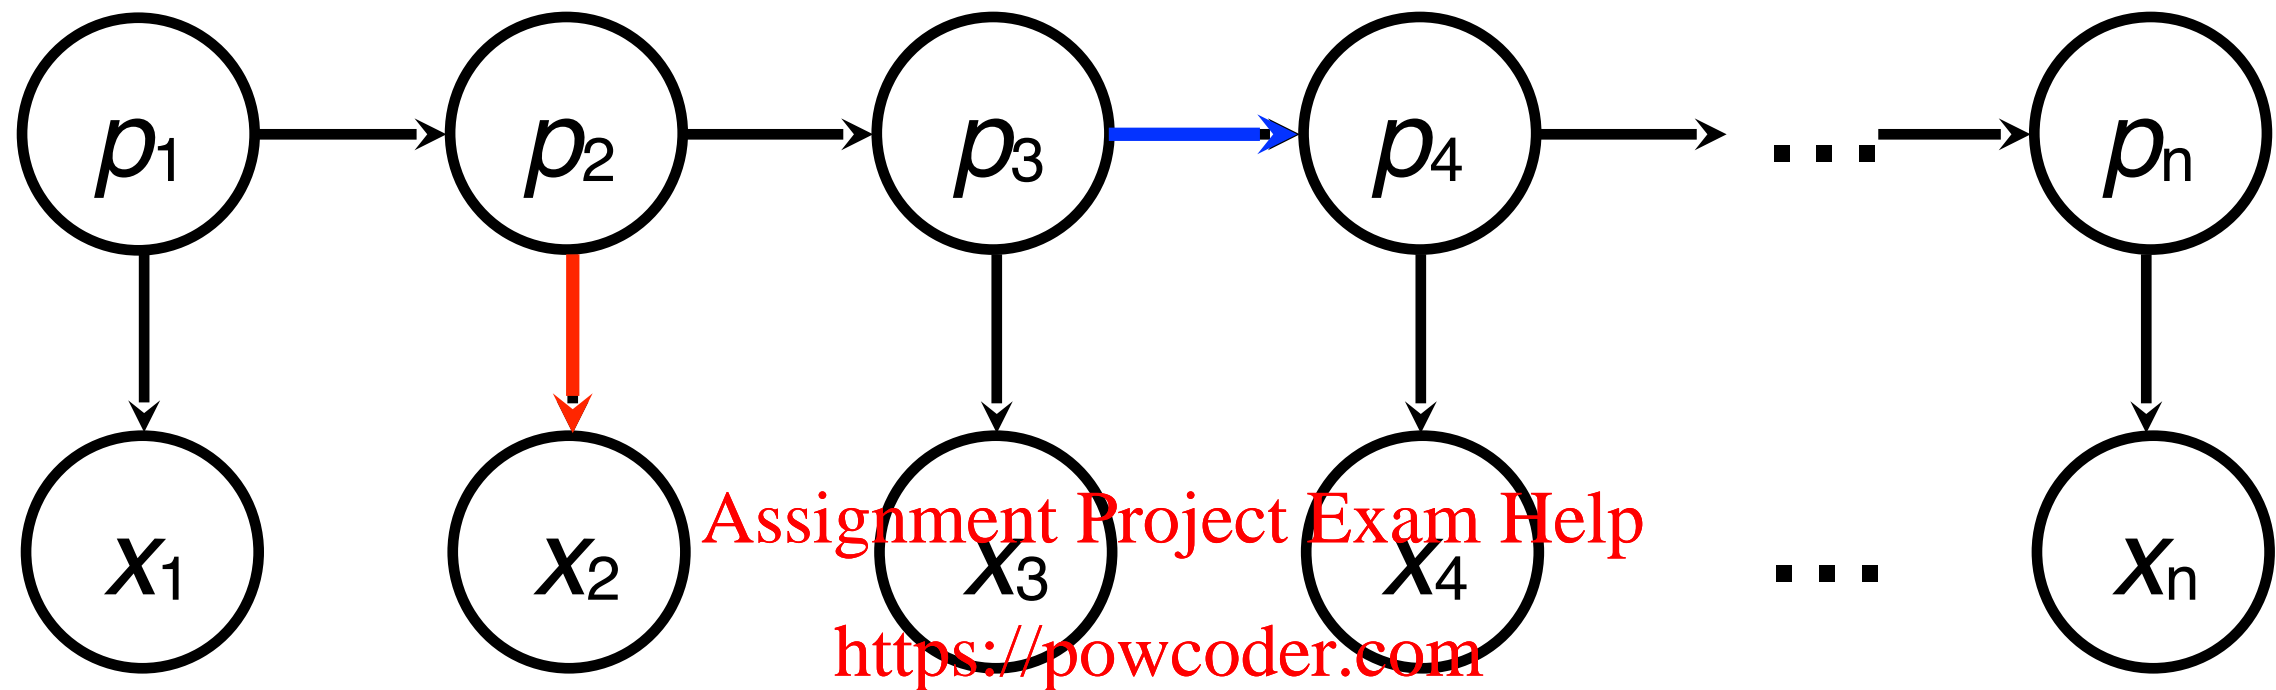 p1 p2 p3 p4 ... pn
x1 x2 x3 x4 ... xn
Assignment Project Exam Help
https://powcoder.com